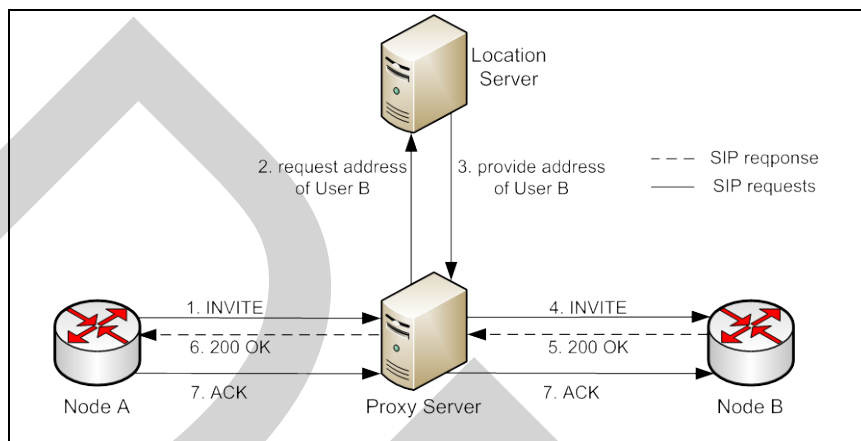 Location
Server
2. request address
of User B
3. provide address
of User B
SIP reqponse
SIP requests
1. INVITE
4. INVITE
6. 200 OK
5. 200 OK
7. ACK
7. ACK
Node A
Proxy Server
Node B